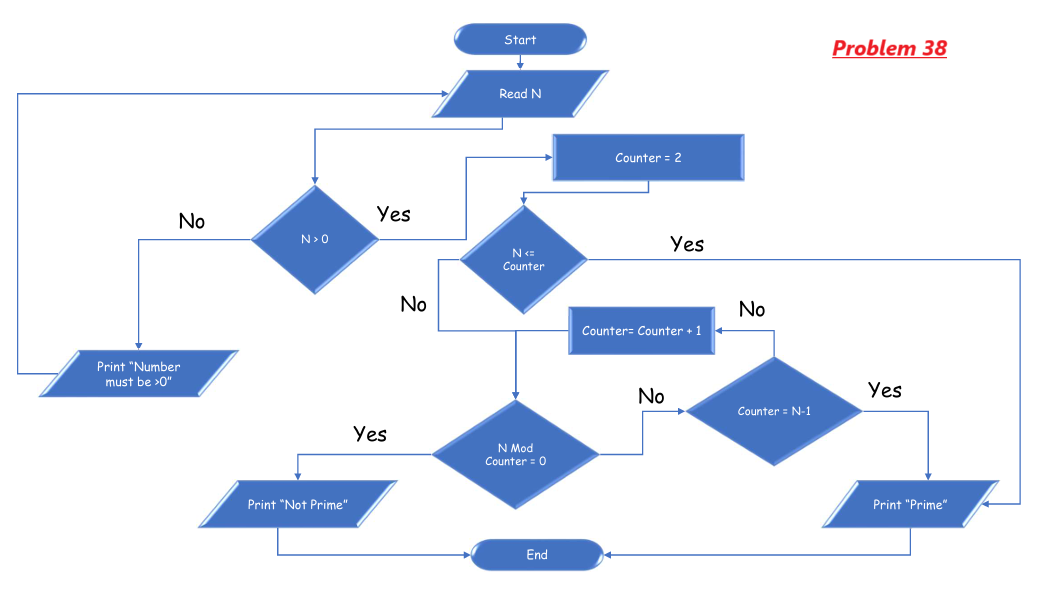 Start
Problem 38
Read N
Counter = 2
No
Yes
N > 0
N <=
Counter
Yes
No
Counter= Counter + 1
No
Print “Number
must be >0”
No
Counter = N-1
Yes
Yes
N Mod
Counter = 0
Print “Not Prime”
Print “Prime”
End